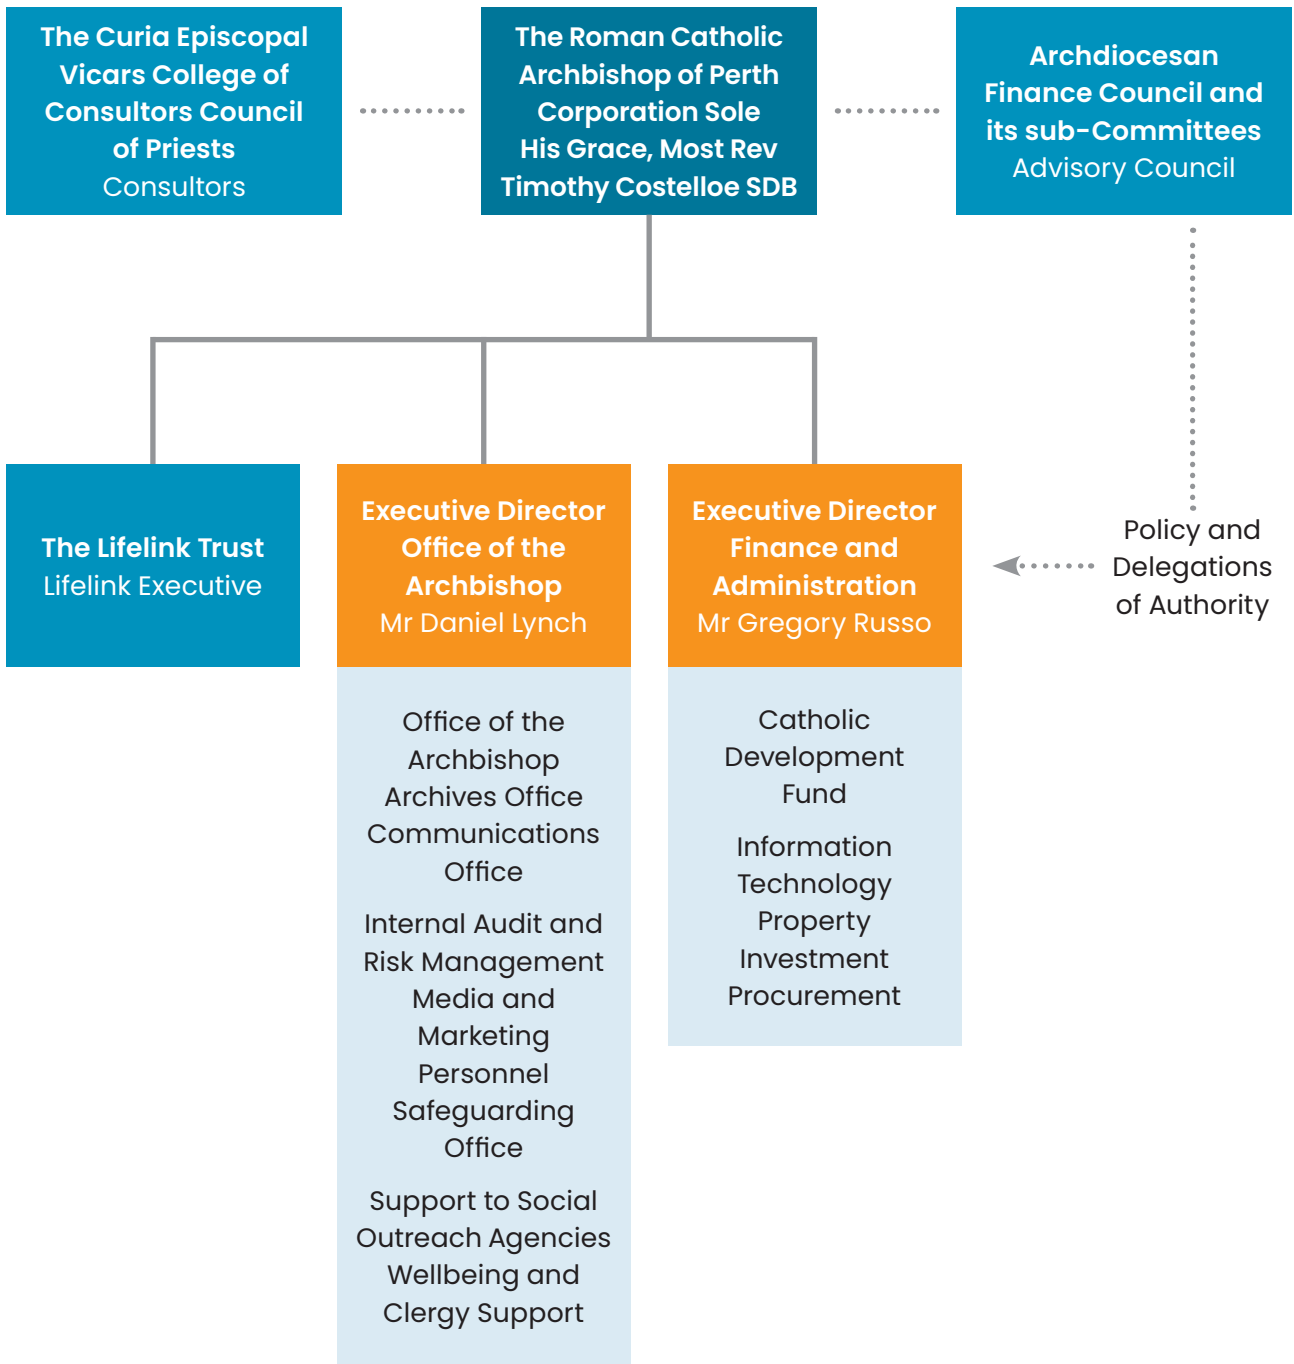 The Curia Episcopal
Vicars College of
Consultors Council
of Priests
Consultors
The Roman Catholic
Archbishop of Perth
Corporation Sole
His Grace, Most Rev
Timothy Costelloe SDB
Archdiocesan
Finance Council and
its sub-Committees
Advisory Council
The Lifelink Trust
Lifelink Executive
Executive Director
Office of the
Archbishop
Mr Daniel Lynch
Executive Director
Finance and
Administration
Mr Gregory Russo
Policy and
Delegations
of Authority
Office of the
Archbishop
Archives Office
Communications
Office
Internal Audit and
Risk Management
Media and
Marketing
Personnel
Safeguarding
Office
Support to Social
Outreach Agencies
Wellbeing and
Clergy Support
Catholic
Development
Fund
Information
Technology
Property
Investment
Procurement